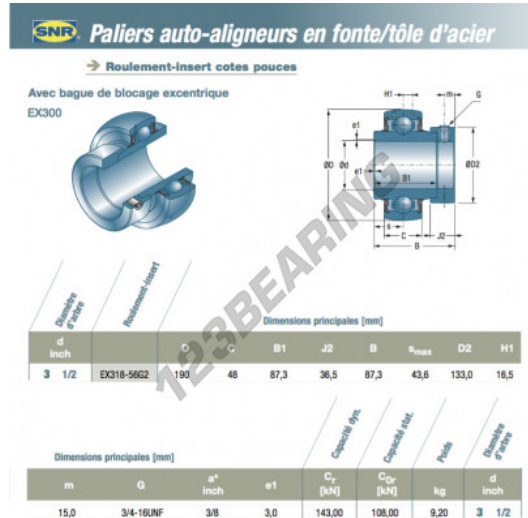 SNR Paliers auto-aligneurs en fonte/tôle d'acier
Roulement-insert cotes pouces
Avec bague de blocage excentrique
EX300
H1 m G
e1
ØD Ød ØD2
e1 B1
s
C J2
B
123BEARING
Diamètre d'arbre
Roulement-insert
Dimensions principales [mm]
d inch D C B1 J2 B smax D2 H1
3 1/2 EX318-56G2 190 48 87,3 36,5 87,3 43,6 133,0 16,5
Dimensions principales [mm]
Capacité dyn.
Capacité stat.
Poids
Diamètre d'arbre
m G a* inch e1 Cr [kN] C0r [kN] kg d inch
15,0 3/4-16UNF 3/8 3,0 143,00 108,00 9,20 3 1/2